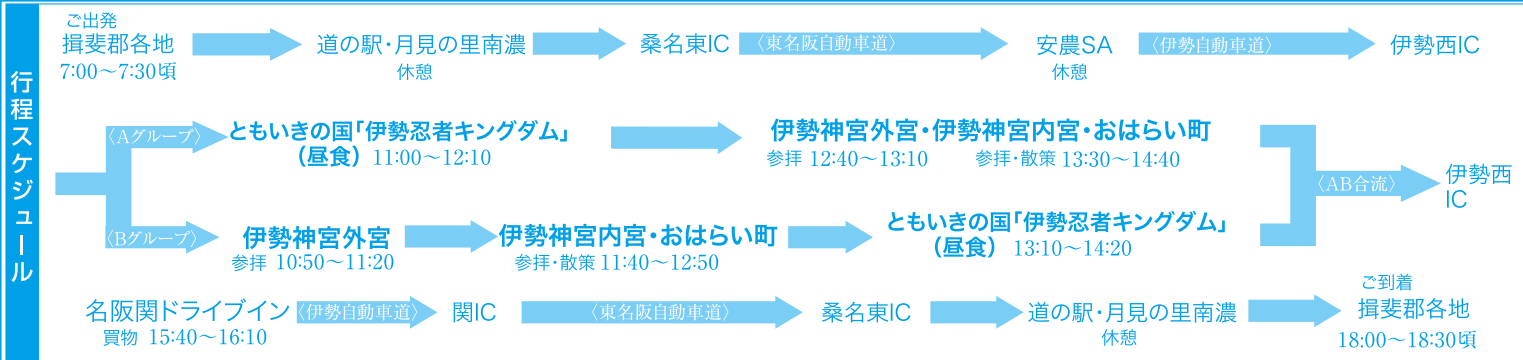 行程スケジュール
ご出発
揖斐郡各地
7:00〜7:30頃
道の駅・月見の里南濃
休憩
桑名東IC
〈東名阪自動車道〉
安濃SA
休憩
〈伊勢自動車道〉
伊勢西IC
〈Aグループ〉
ともいきの国「伊勢忍者キングダム」
（昼食） 11:00〜12:10
伊勢神宮外宮・伊勢神宮内宮・おはらい町
参拝 12:40〜13:10 参拝・散策 13:30〜14:40
〈Bグループ〉
伊勢神宮外宮
参拝 10:50〜11:20
伊勢神宮内宮・おはらい町
参拝・散策 11:40〜12:50
ともいきの国「伊勢忍者キングダム」
（昼食） 13:10〜14:20
〈AB合流〉
伊勢西
IC
名阪関ドライブイン
買物 15:40〜16:10
〈伊勢自動車道〉
関IC
〈東名阪自動車道〉
桑名東IC
道の駅・月見の里南濃
休憩
ご到着
揖斐郡各地
18:00〜18:30頃